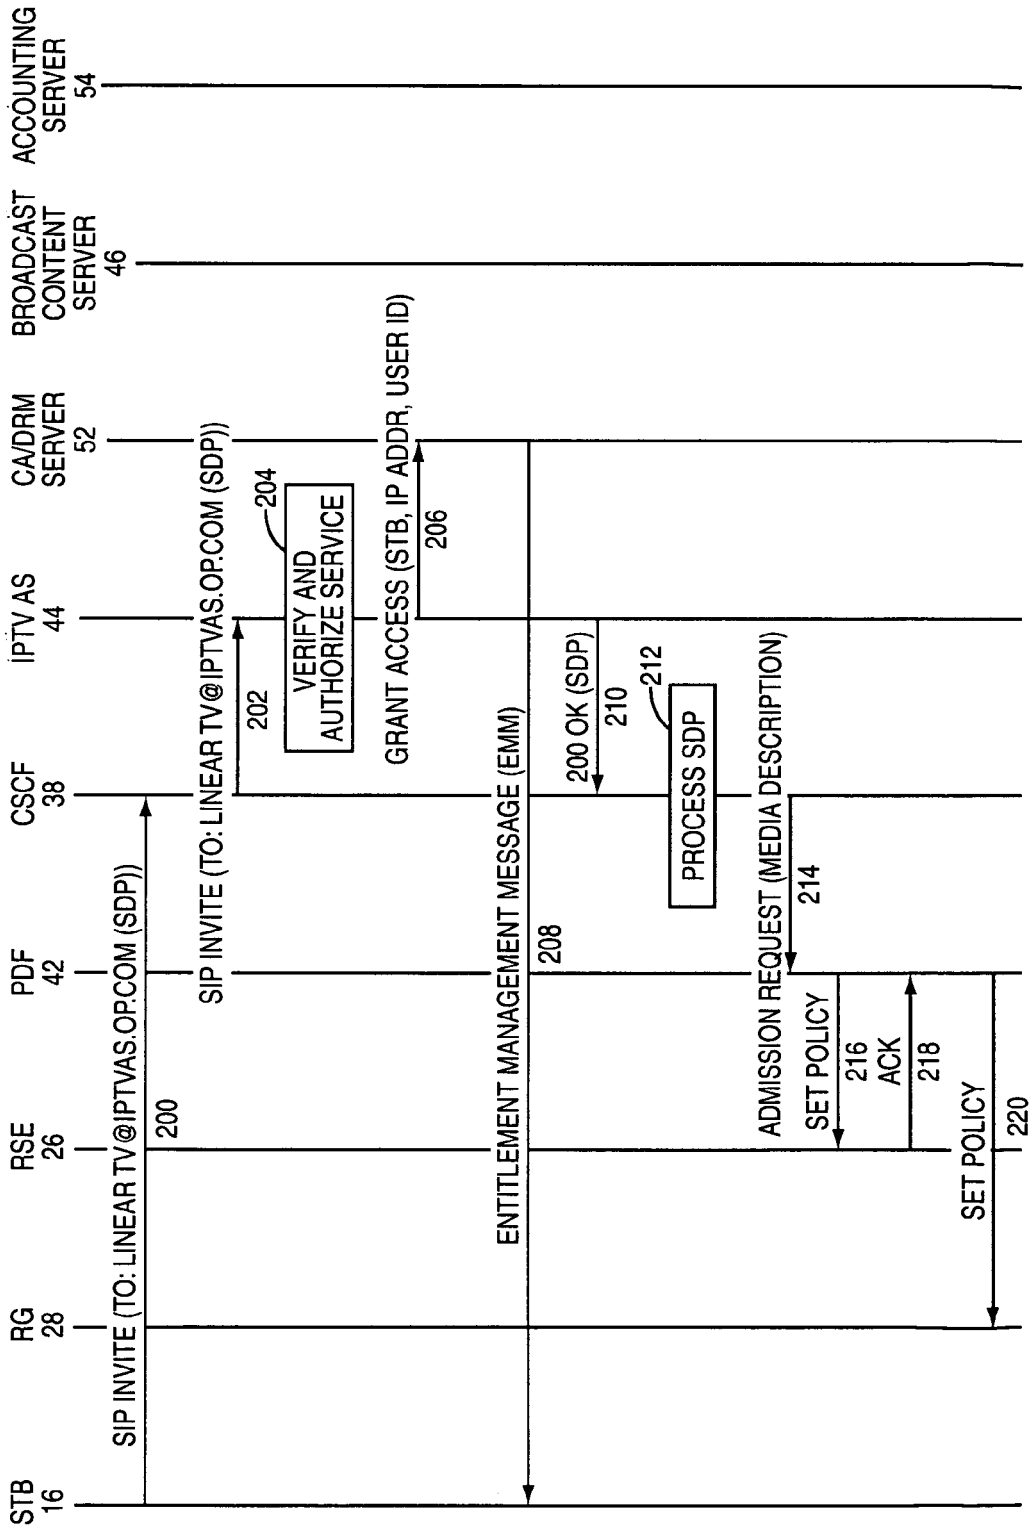 STB
16
RG
28
RSE
26
PDF
42
CSCF
38
IPTV AS
44
CA/DRM
SERVER
52
BROADCAST
CONTENT
SERVER
46
ACCOUNTING
SERVER
54
SIP INVITE (TO: LINEAR TV@IPTVAS.OP.COM (SDP))
200
SIP INVITE (TO: LINEAR TV@IPTVAS.OP.COM (SDP))
202
VERIFY AND
AUTHORIZE SERVICE
204
GRANT ACCESS (STB, IP ADDR, USER ID)
206
ENTITLEMENT MANAGEMENT MESSAGE (EMM)
208
200 OK (SDP)
210
PROCESS SDP
212
ADMISSION REQUEST (MEDIA DESCRIPTION)
214
SET POLICY
216
ACK
218
SET POLICY
220